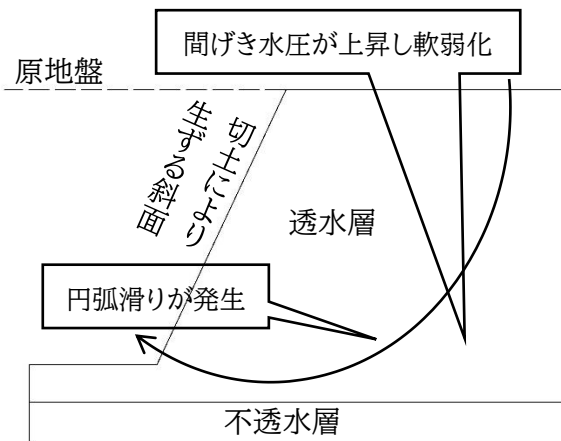 間げき水圧が上昇し軟弱化
原地盤
切土により
生ずる斜面
透水層
円弧滑りが発生
不透水層